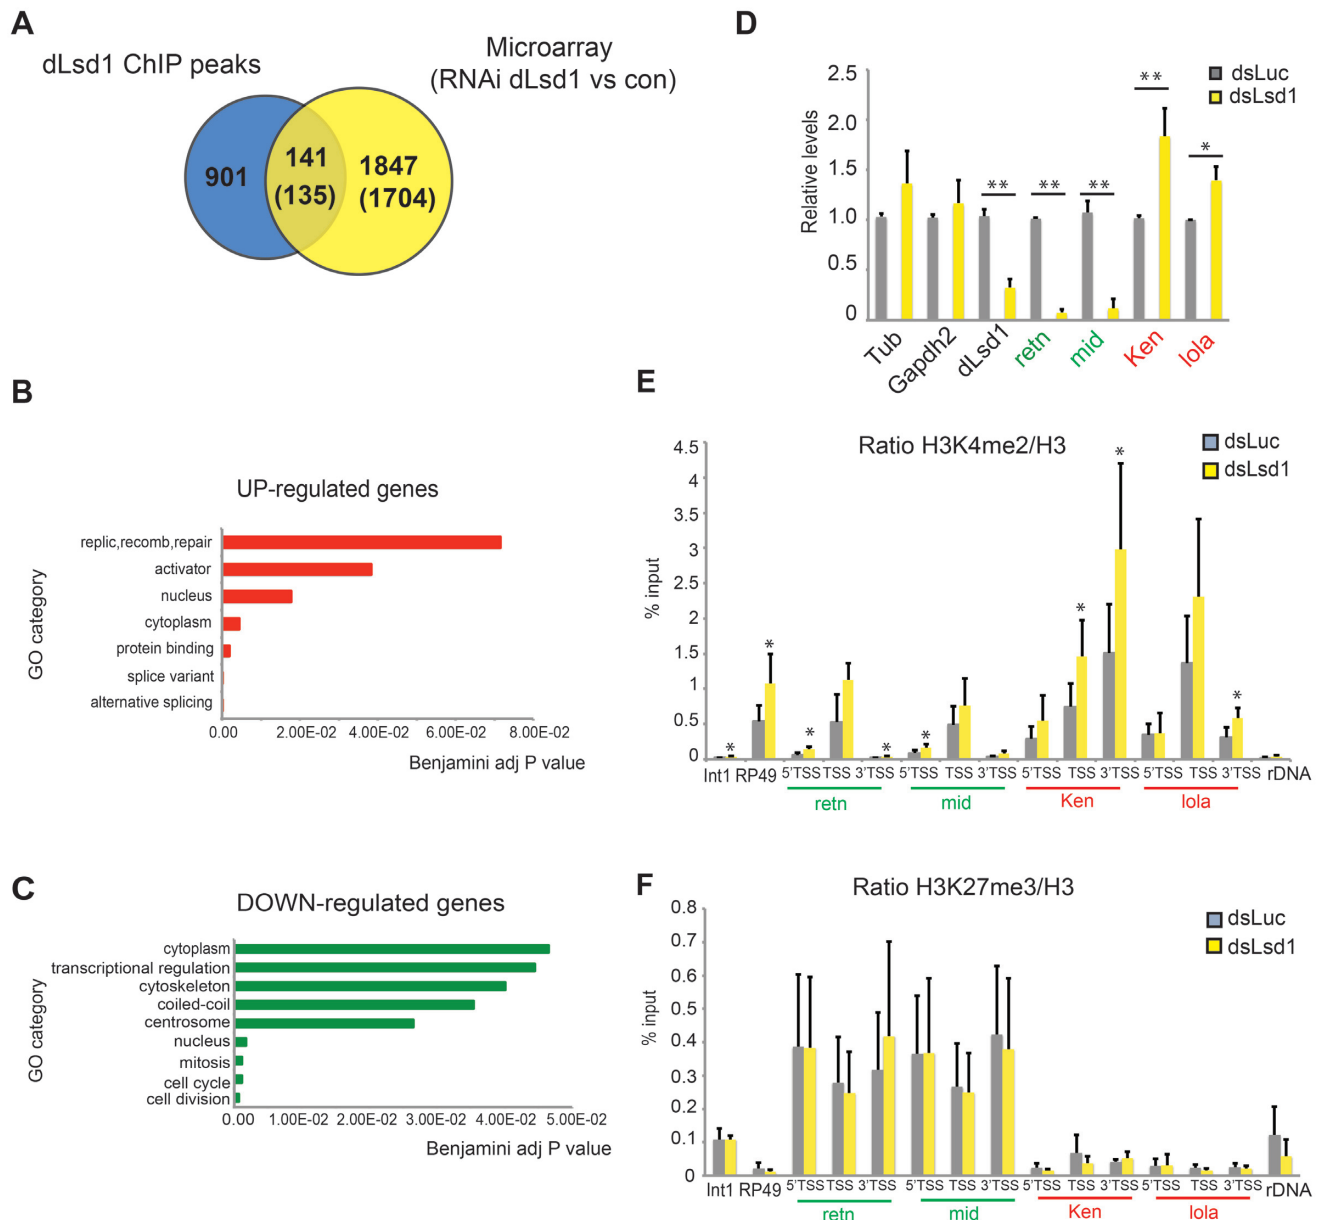 A
dLsd1 ChIP peaks
Microarray
(RNAi dLsd1 vs con)
901
141
(135)
1847
(1704)
B
UP-regulated genes
GO category
replic,recomb,repair
activator
nucleus
cytoplasm
protein binding
splice variant
alternative splicing
0.00 2.00E-02 4.00E-02 6.00E-02 8.00E-02
Benjamini adj P value
C
DOWN-regulated genes
GO category
cytoplasm
transcriptional regulation
cytoskeleton
coiled-coil
centrosome
nucleus
mitosis
cell cycle
cell division
0.00 1.00E-02 2.00E-02 3.00E-02 4.00E-02 5.00E-02
Benjamini adj P value
D
dsLuc
dsLsd1
Relative levels
2.5
2.0
1.5
1.0
0.5
0
** ** ** ** *
Tub Gapdh2 dLsd1 retn mid Ken lola
E
Ratio H3K4me2/H3
dsLuc
dsLsd1
% input
4.5
4
3.5
3
2.5
2
1.5
1
0.5
0
* * * * * * * *
Int1 RP49 5'TSS TSS 3'TSS 5'TSS TSS 3'TSS 5'TSS TSS 3'TSS 5'TSS TSS 3'TSS rDNA
retn mid Ken lola
F
Ratio H3K27me3/H3
dsLuc
dsLsd1
% input
0.8
0.7
0.6
0.5
0.4
0.3
0.2
0.1
0
Int1 RP49 5'TSS TSS 3'TSS 5'TSS TSS 3'TSS 5'TSS TSS 3'TSS 5'TSS TSS 3'TSS rDNA
retn mid Ken lola